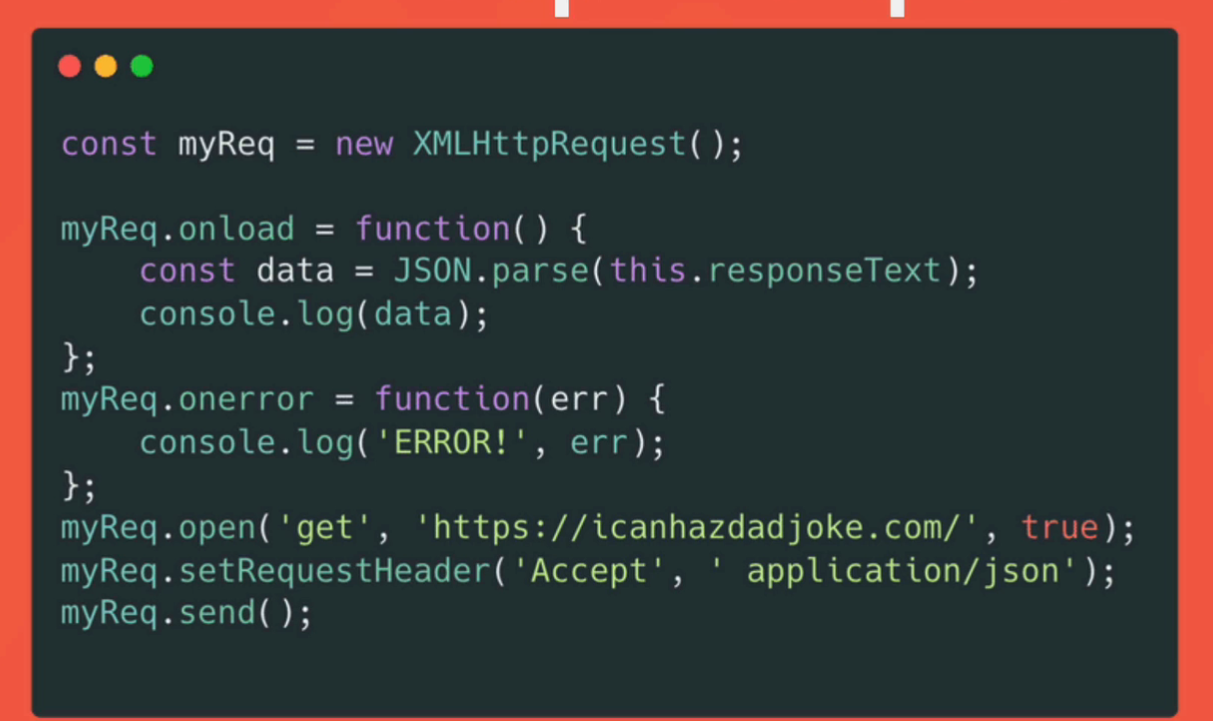 const myReq = new XMLHttpRequest();
myReq.onload = function() {
    const data = JSON.parse(this.responseText);
    console.log(data);
};
myReq.onerror = function(err) {
    console.log('ERROR!', err);
};
myReq.open('get', 'https://icanhazdadjoke.com/', true);
myReq.setRequestHeader('Accept', ' application/json');
myReq.send();